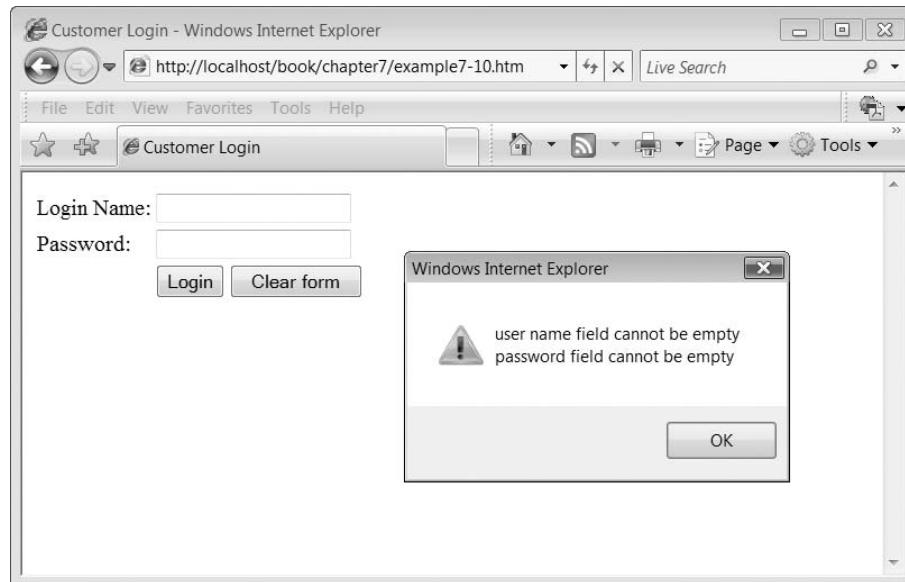 Customer Login - Windows Internet Explorer
http://localhost/book/chapter7/example7-10.htm
Live Search
File Edit View Favorites Tools Help
Customer Login
Page
Tools
Login Name:
Password:
Login
Clear form
Windows Internet Explorer
user name field cannot be empty
password field cannot be empty
OK